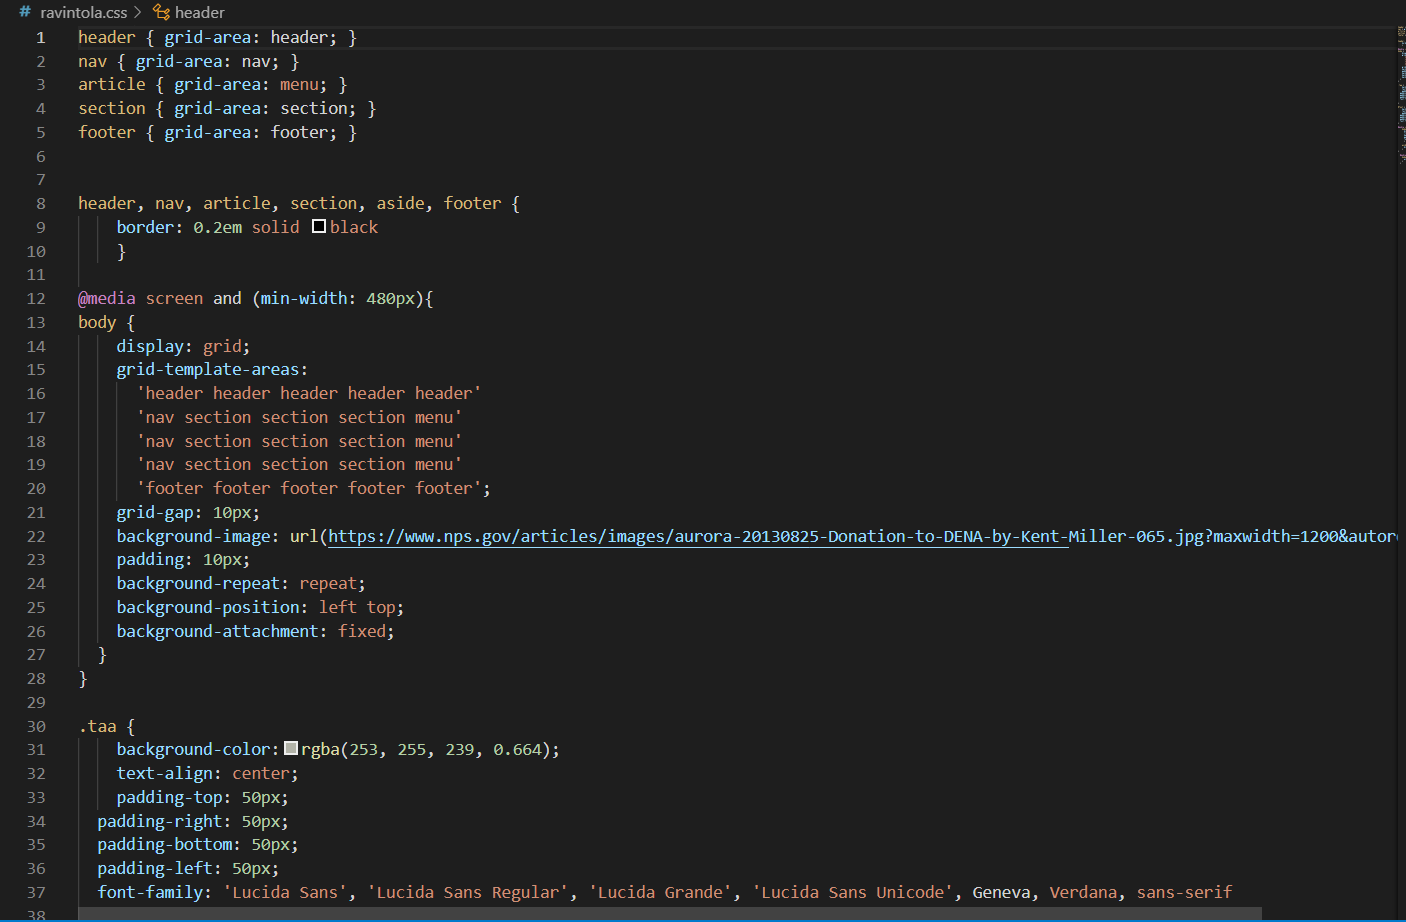 # ravintola.css > header
1 header { grid-area: header; }
2 nav { grid-area: nav; }
3 article { grid-area: menu; }
4 section { grid-area: section; }
5 footer { grid-area: footer; }
6
7
8 header, nav, article, section, aside, footer {
9 border: 0.2em solid black
10 }
11
12 @media screen and (min-width: 480px){
13 body {
14 display: grid;
15 grid-template-areas:
16 'header header header header header'
17 'nav section section section menu'
18 'nav section section section menu'
19 'nav section section section menu'
20 'footer footer footer footer footer';
21 grid-gap: 10px;
22 background-image: url(https://www.nps.gov/articles/images/aurora-20130825-Donation-to-DENA-by-Kent-Miller-065.jpg?maxwidth=1200&autor
23 padding: 10px;
24 background-repeat: repeat;
25 background-position: left top;
26 background-attachment: fixed;
27 }
28 }
29
30 .taa {
31 background-color: rgba(253, 255, 239, 0.664);
32 text-align: center;
33 padding-top: 50px;
34 padding-right: 50px;
35 padding-bottom: 50px;
36 padding-left: 50px;
37 font-family: 'Lucida Sans', 'Lucida Sans Regular', 'Lucida Grande', 'Lucida Sans Unicode', Geneva, Verdana, sans-serif
38